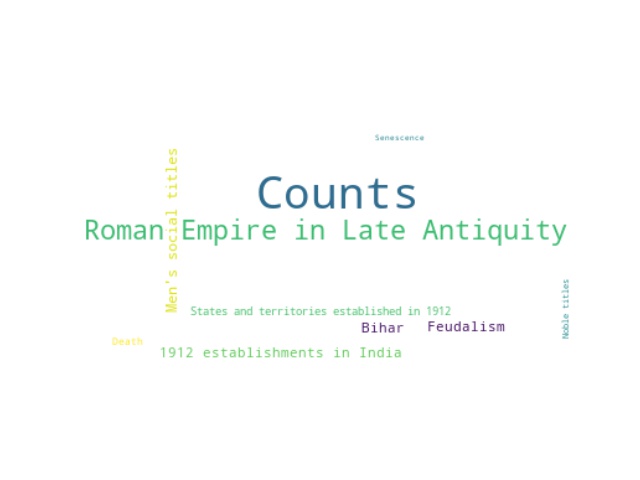 Senescence
Men's social titles
Counts
Roman Empire in Late Antiquity
Noble titles
States and territories established in 1912
Bihar
Feudalism
Death
1912 establishments in India